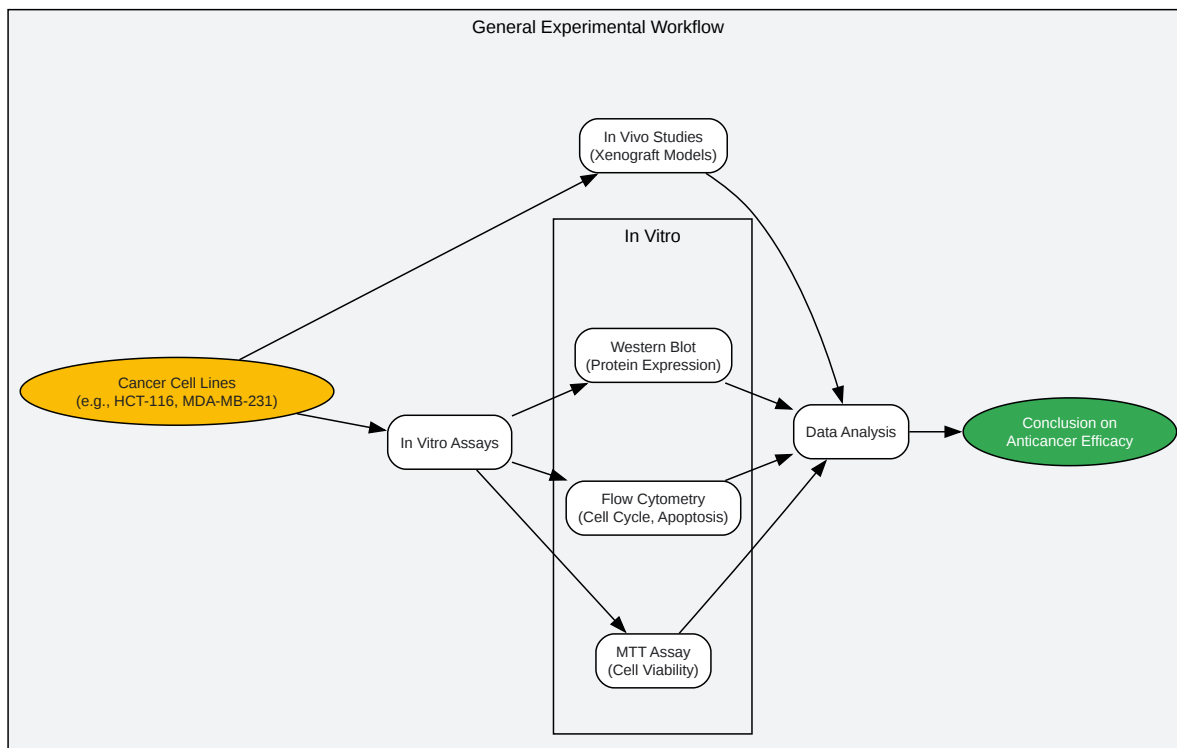 General Experimental Workflow
In Vivo Studies
(Xenograft Models)
In Vitro
Western Blot
(Protein Expression)
Cancer Cell Lines
(e.g., HCT-116, MDA-MB-231)
In Vitro Assays
Data Analysis
Conclusion on
Anticancer Efficacy
Flow Cytometry
(Cell Cycle, Apoptosis)
MTT Assay
(Cell Viability)